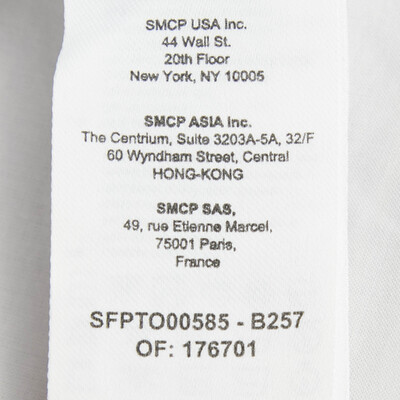 SMCP USA Inc.
44 Wall St.
20th Floor
New York, NY 10005
SMCP ASIA Inc.
The Centrium, Suite 3203A-5A, 32/F
60 Wyndham Street, Central
HONG-KONG
SMCP SAS,
49, rue Etienne Marcel,
75001 Paris,
France
SFPTO00585 - B257
OF: 176701